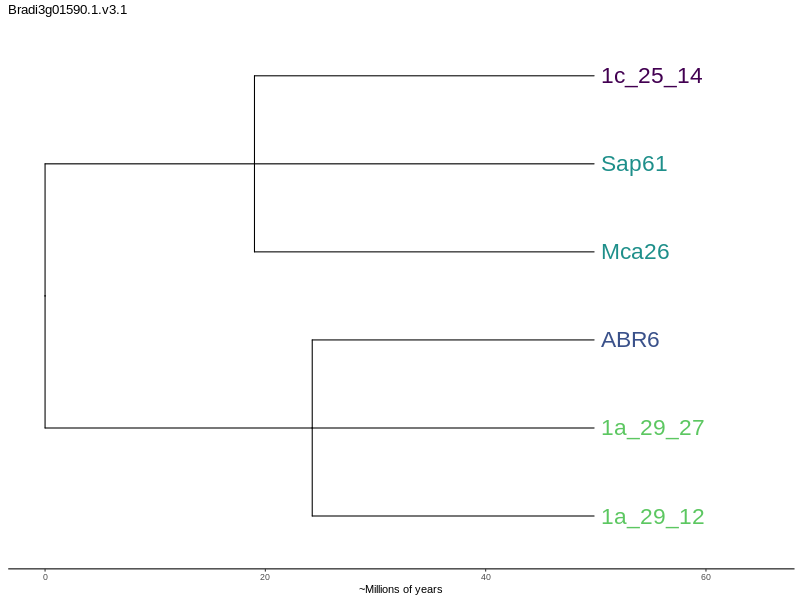 Bradi3g01590.1.v3.1
1c_25_14
Sap61
Mca26
ABR6
1a_29_27
1a_29_12
0 20 40 60
~Millions of years